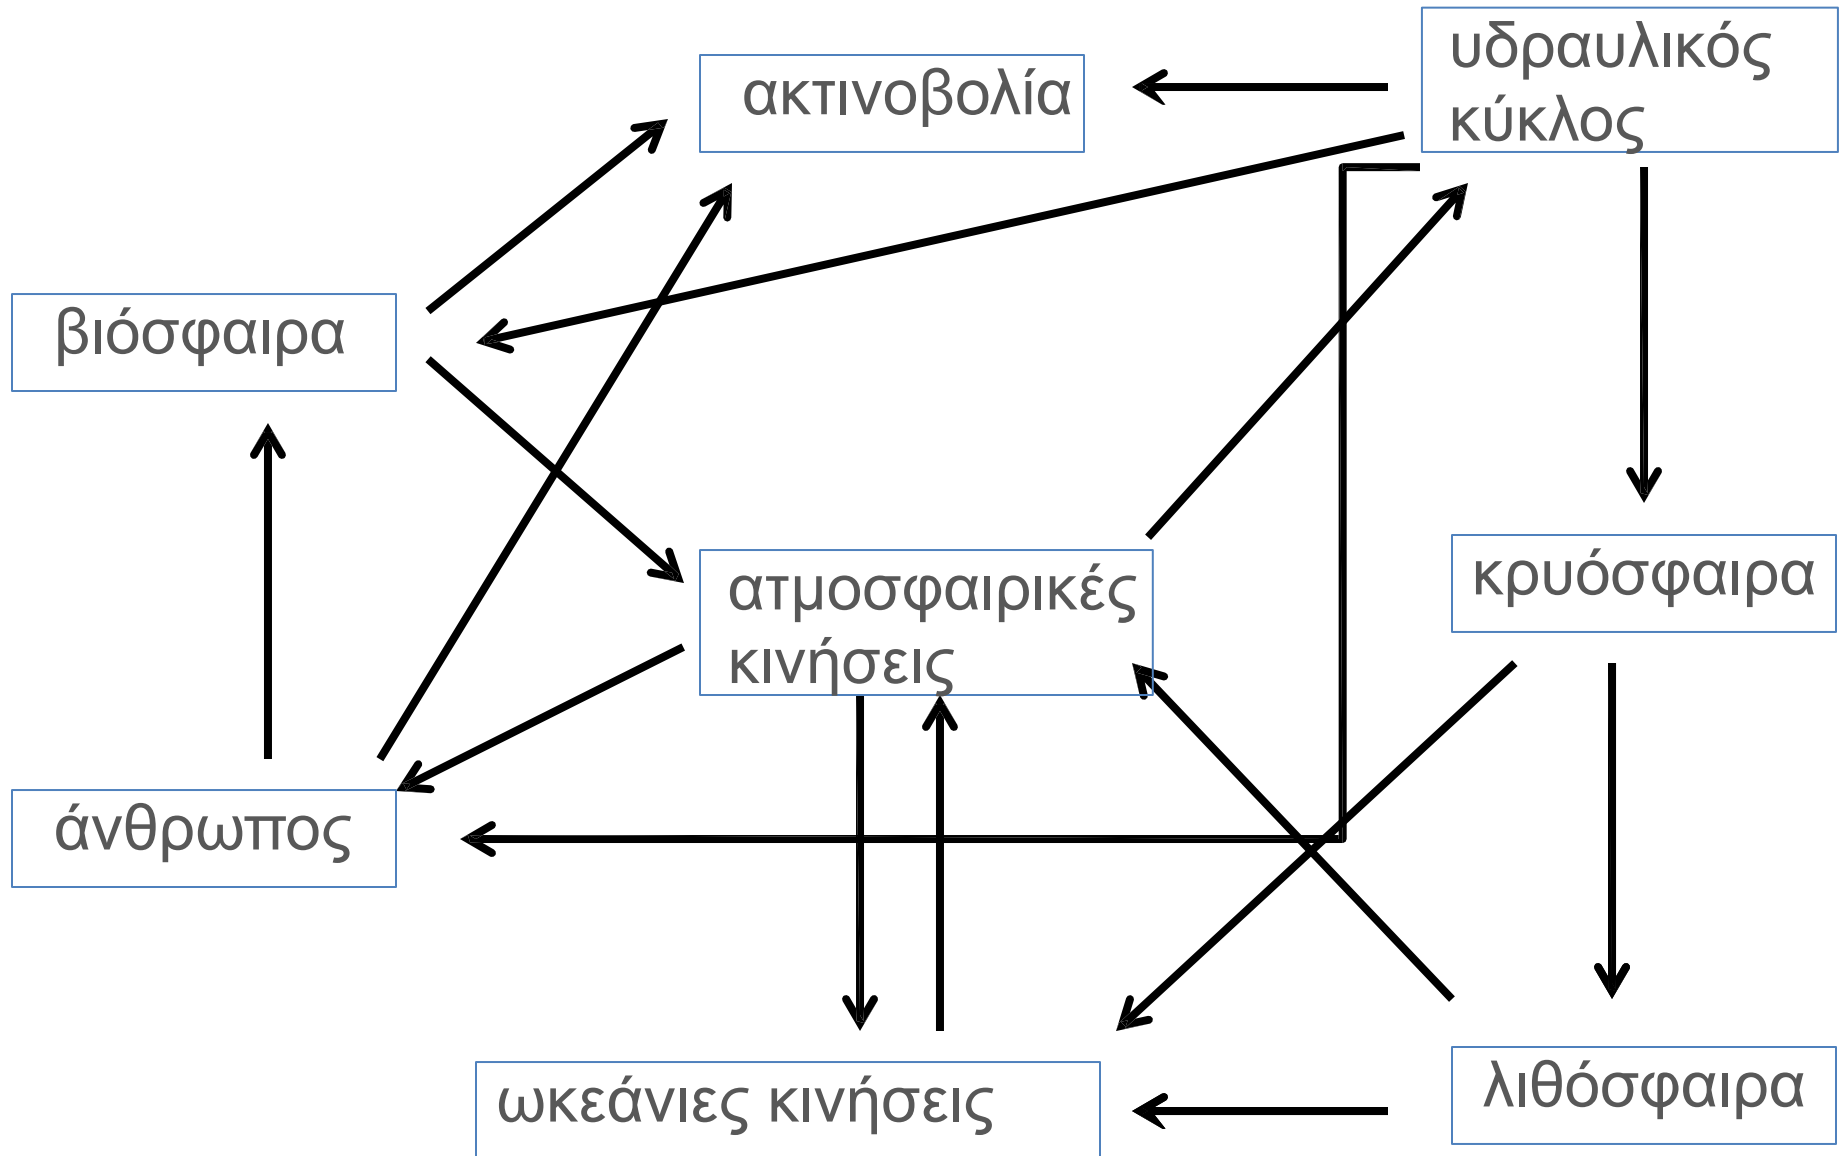 υδραυλικός
κύκλος
ακτινοβολία
βιόσφαιρα
ατμοσφαιρικές
κινήσεις
κρυόσφαιρα
άνθρωπος
ωκεάνιες κινήσεις
λιθόσφαιρα